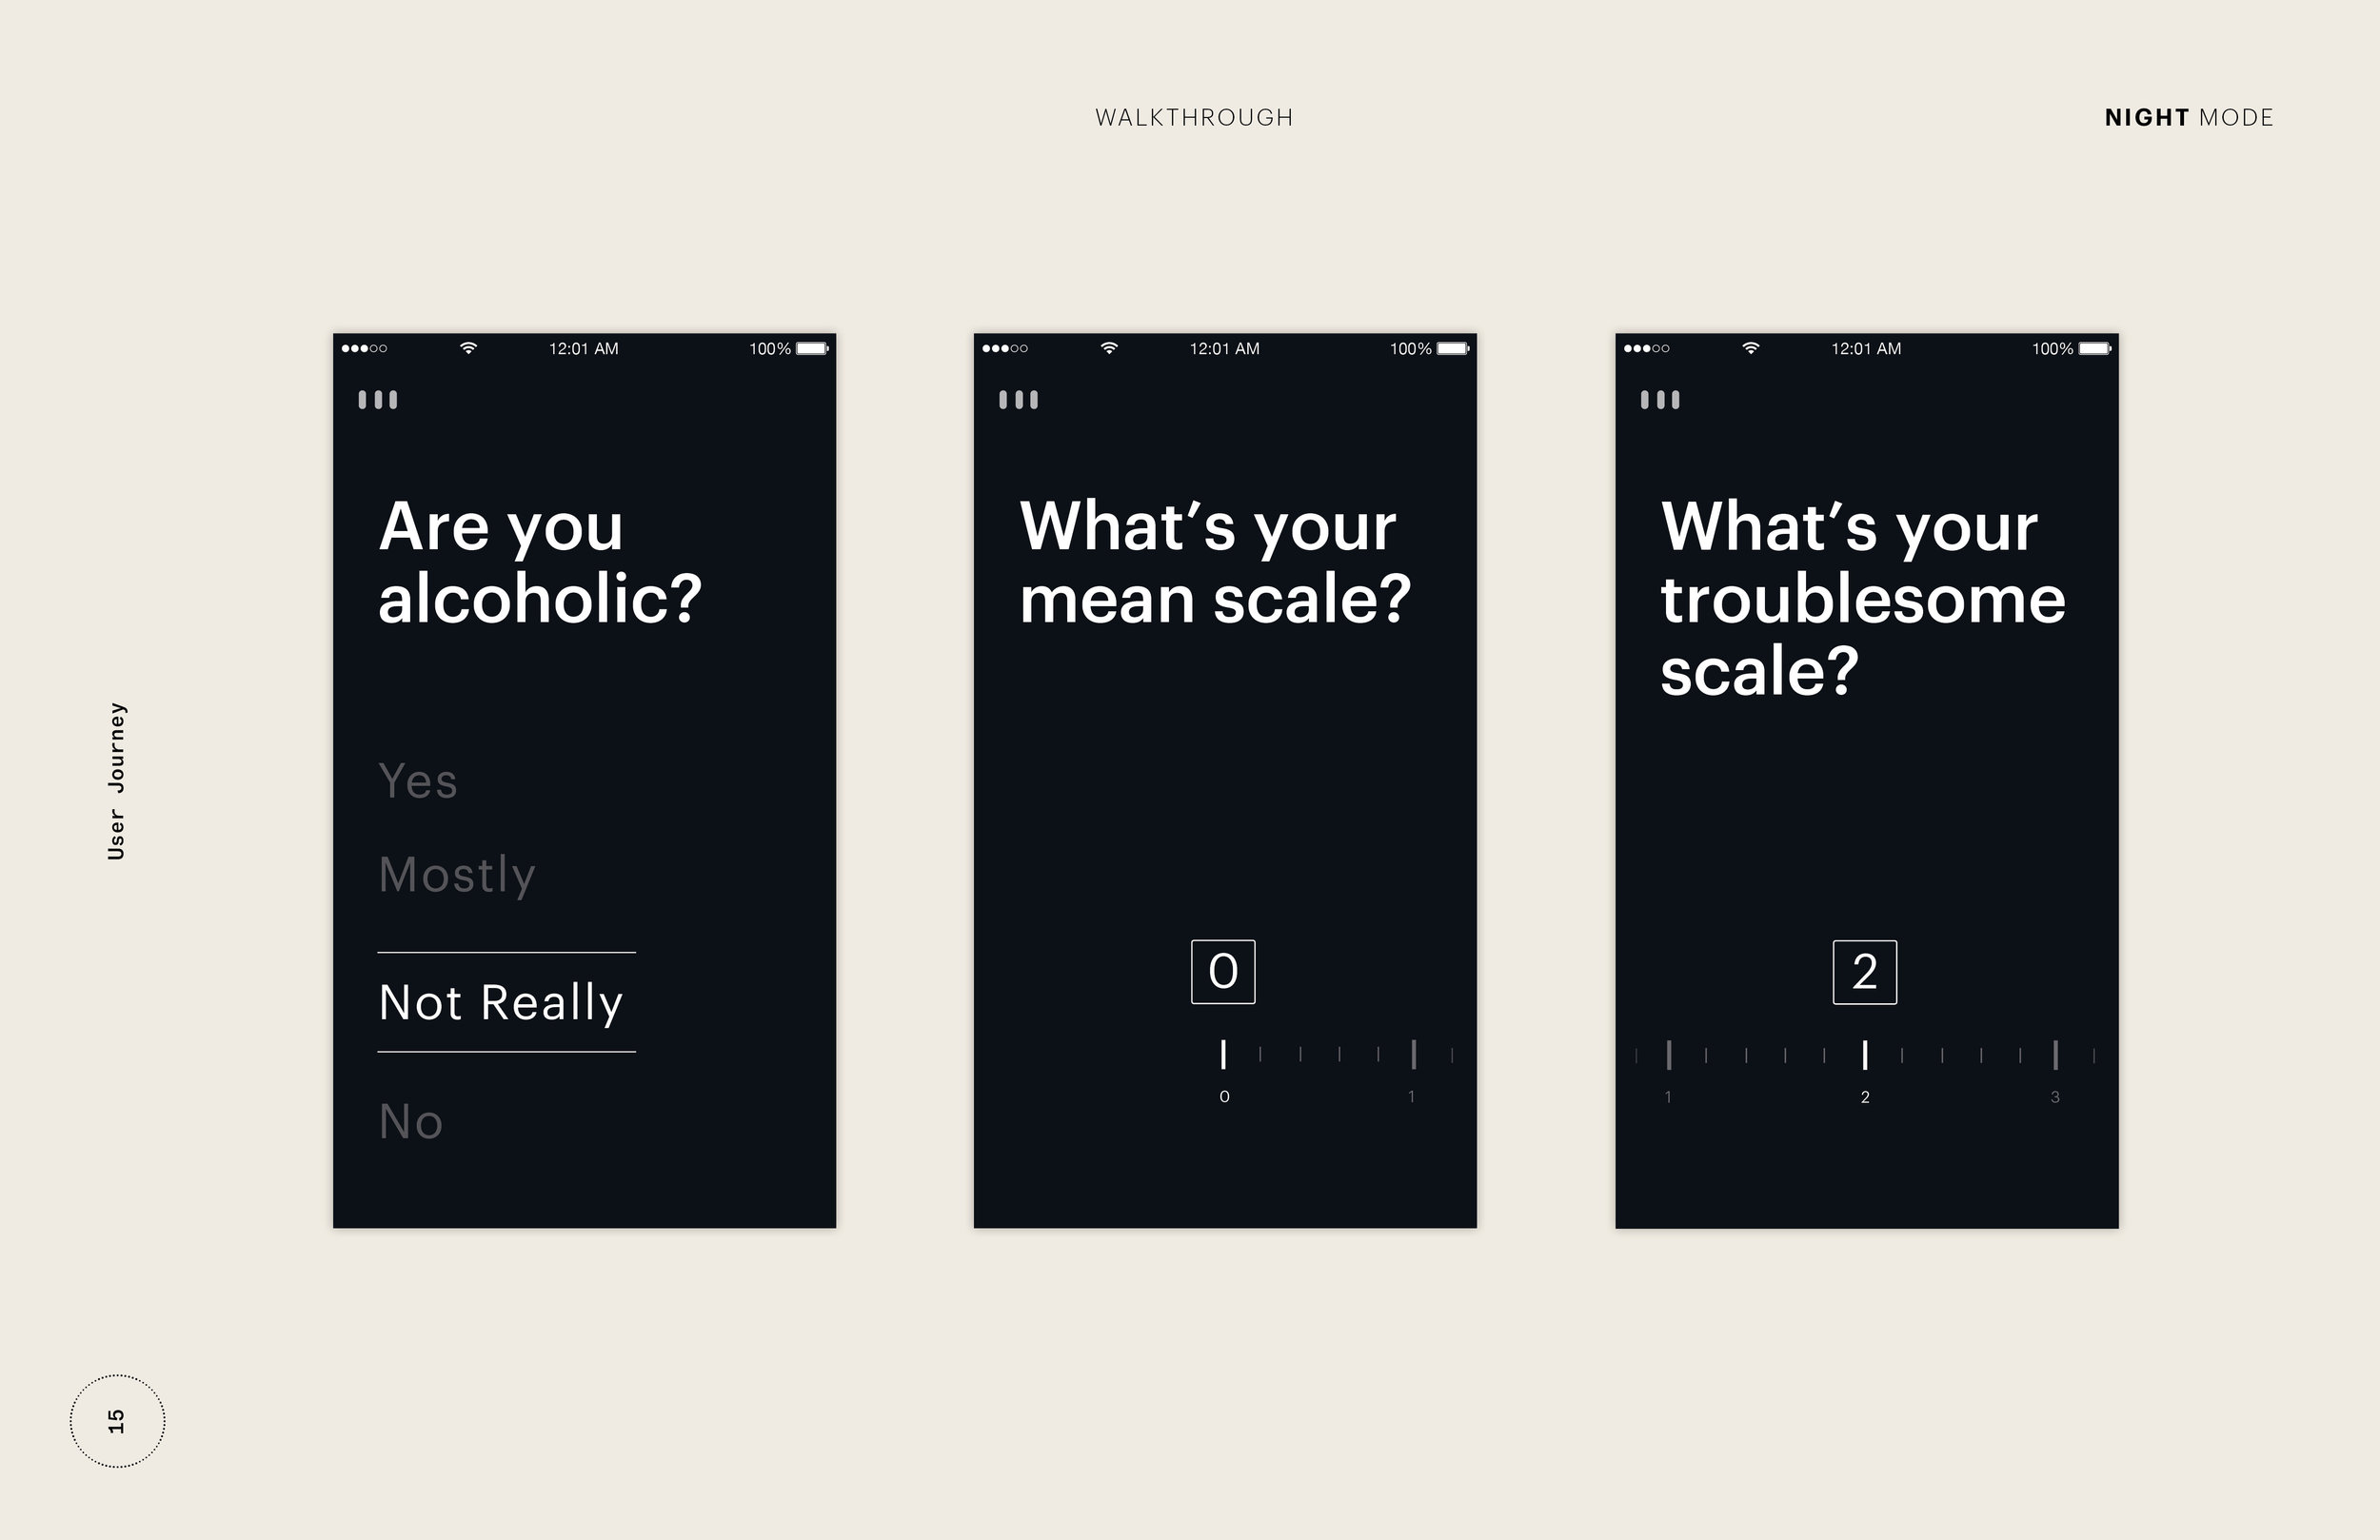 WALKTHROUGH
NIGHT MODE
User Journey
12:01 AM
100%
Are you
alcoholic?
Yes
Mostly
Not Really
No
12:01 AM
100%
What’s your
mean scale?
0
0 1
12:01 AM
100%
What’s your
troublesome
scale?
2
1 2 3
15